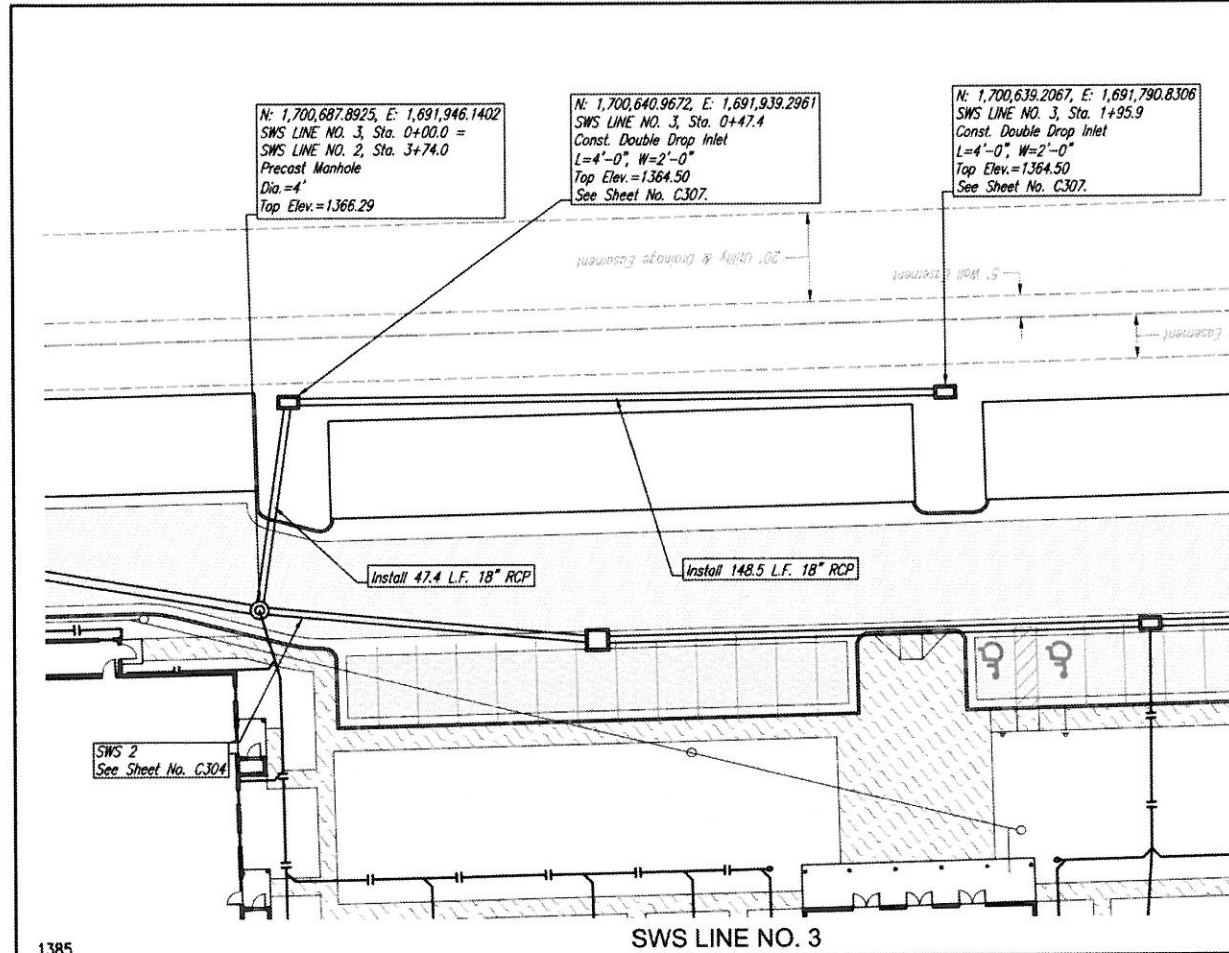 N: 1,700,687.8925, E: 1,691,946.1402
SWS LINE NO. 3, Sta. 0+00.0 =
SWS LINE NO. 2, Sta. 3+74.0
Precast Manhole
Dia.=4'
Top Elev.=1366.29
N: 1,700,640.9672, E: 1,691,939.2961
SWS LINE NO. 3, Sta. 0+47.4
Const. Double Drop Inlet
L=4'-0", W=2'-0"
Top Elev.=1364.50
See Sheet No. C307.
N: 1,700,639.2067, E: 1,691,790.8306
SWS LINE NO. 3, Sta. 1+95.9
Const. Double Drop Inlet
L=4'-0", W=2'-0"
Top Elev.=1364.50
See Sheet No. C307.
20' Utility & Drainage Easement
5' Wall Easement
Easement
Install 47.4 L.F. 18" RCP
Install 148.5 L.F. 18" RCP
SWS 2
See Sheet No. C304
1385
SWS LINE NO. 3